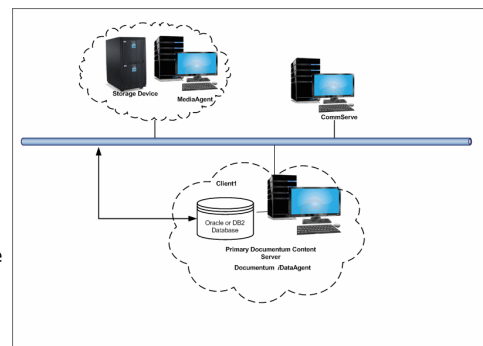 Storage Device
MediaAgent
CommServe
Client1
Oracle or DB2
Database
Primary Documentum Content
Server
Documentum iDataAgent
e